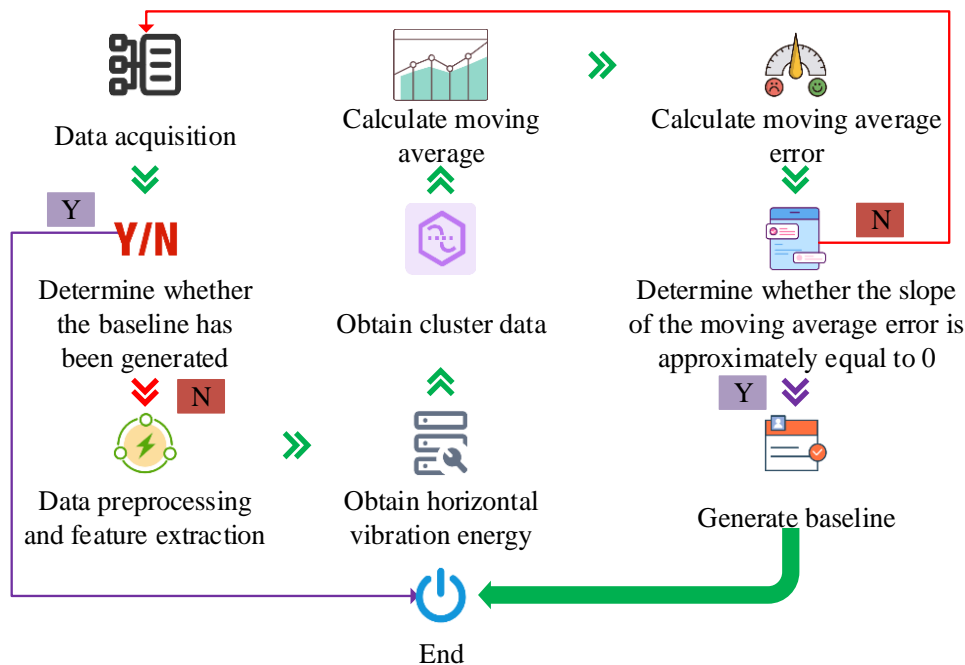 Data acquisition
Y
Y/N
Determine whether
the baseline has
been generated
N
Data preprocessing
and feature extraction
Obtain horizontal
vibration energy
Obtain cluster data
Calculate moving
average
Calculate moving average
error
N
Determine whether the slope
of the moving average error is
approximately equal to 0
Y
Generate baseline
End